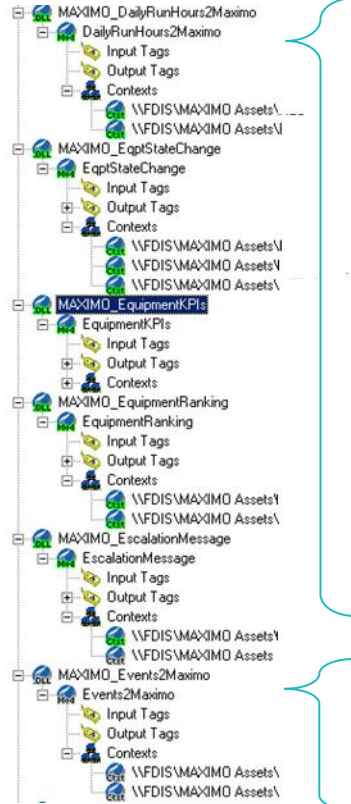 MAXIMO_DailyRunHours2Maximo
DailyRunHours2Maximo
Input Tags
Output Tags
Contexts
\\FDIS\MAXIMO Assets\
\\FDIS\MAXIMO Assets\
MAXIMO_EqptStateChange
EqptStateChange
Input Tags
Output Tags
Contexts
\\FDIS\MAXIMO Assets\
\\FDIS\MAXIMO Assets\
\\FDIS\MAXIMO Assets\
MAXIMO_EquipmentKPIs
EquipmentKPIs
Input Tags
Output Tags
Contexts
MAXIMO_EquipmentRanking
EquipmentRanking
Input Tags
Output Tags
Contexts
\\FDIS\MAXIMO Assets\
\\FDIS\MAXIMO Assets\
MAXIMO_EscalationMessage
EscalationMessage
Input Tags
Output Tags
Contexts
\\FDIS\MAXIMO Assets\
\\FDIS\MAXIMO Assets
MAXIMO_Events2Maximo
Events2Maximo
Input Tags
Output Tags
Contexts
\\FDIS\MAXIMO Assets\
\\FDIS\MAXIMO Assets\